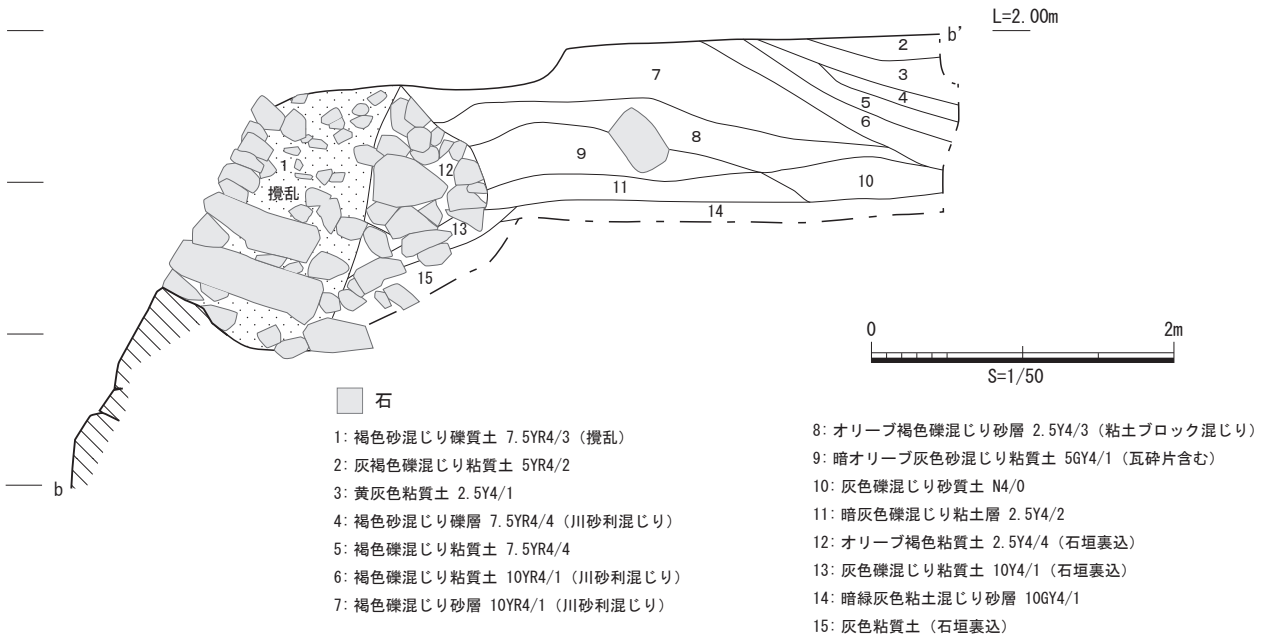 L=2.00m
b’
2
3
7
4
5
6
8
1
9
12
攪乱
11
10
14
13
15
0 2m
S=1/50
b
石
1: 褐色砂混じり礫質土 7.5YR4/3（攪乱）
2: 灰褐色礫混じり粘質土 5YR4/2
3: 黄灰色粘質土 2.5Y4/1
4: 褐色砂混じり礫層 7.5YR4/4（川砂利混じり）
5: 褐色礫混じり粘質土 7.5YR4/4
6: 褐色礫混じり粘質土 10YR4/1（川砂利混じり）
7: 褐色礫混じり砂層 10YR4/1（川砂利混じり）
8: オリーブ褐色礫混じり砂層 2.5Y4/3（粘土ブロック混じり）
9: 暗オリーブ灰色砂混じり粘質土 5GY4/1（瓦砕片含む）
10: 灰色礫混じり砂質土 N4/0
11: 暗灰色礫混じり粘土層 2.5Y4/2
12: オリーブ褐色粘質土 2.5Y4/4（石垣裏込）
13: 灰色礫混じり粘質土 10Y4/1（石垣裏込）
14: 暗緑灰色粘土混じり砂層 10GY4/1
15: 灰色粘質土（石垣裏込）